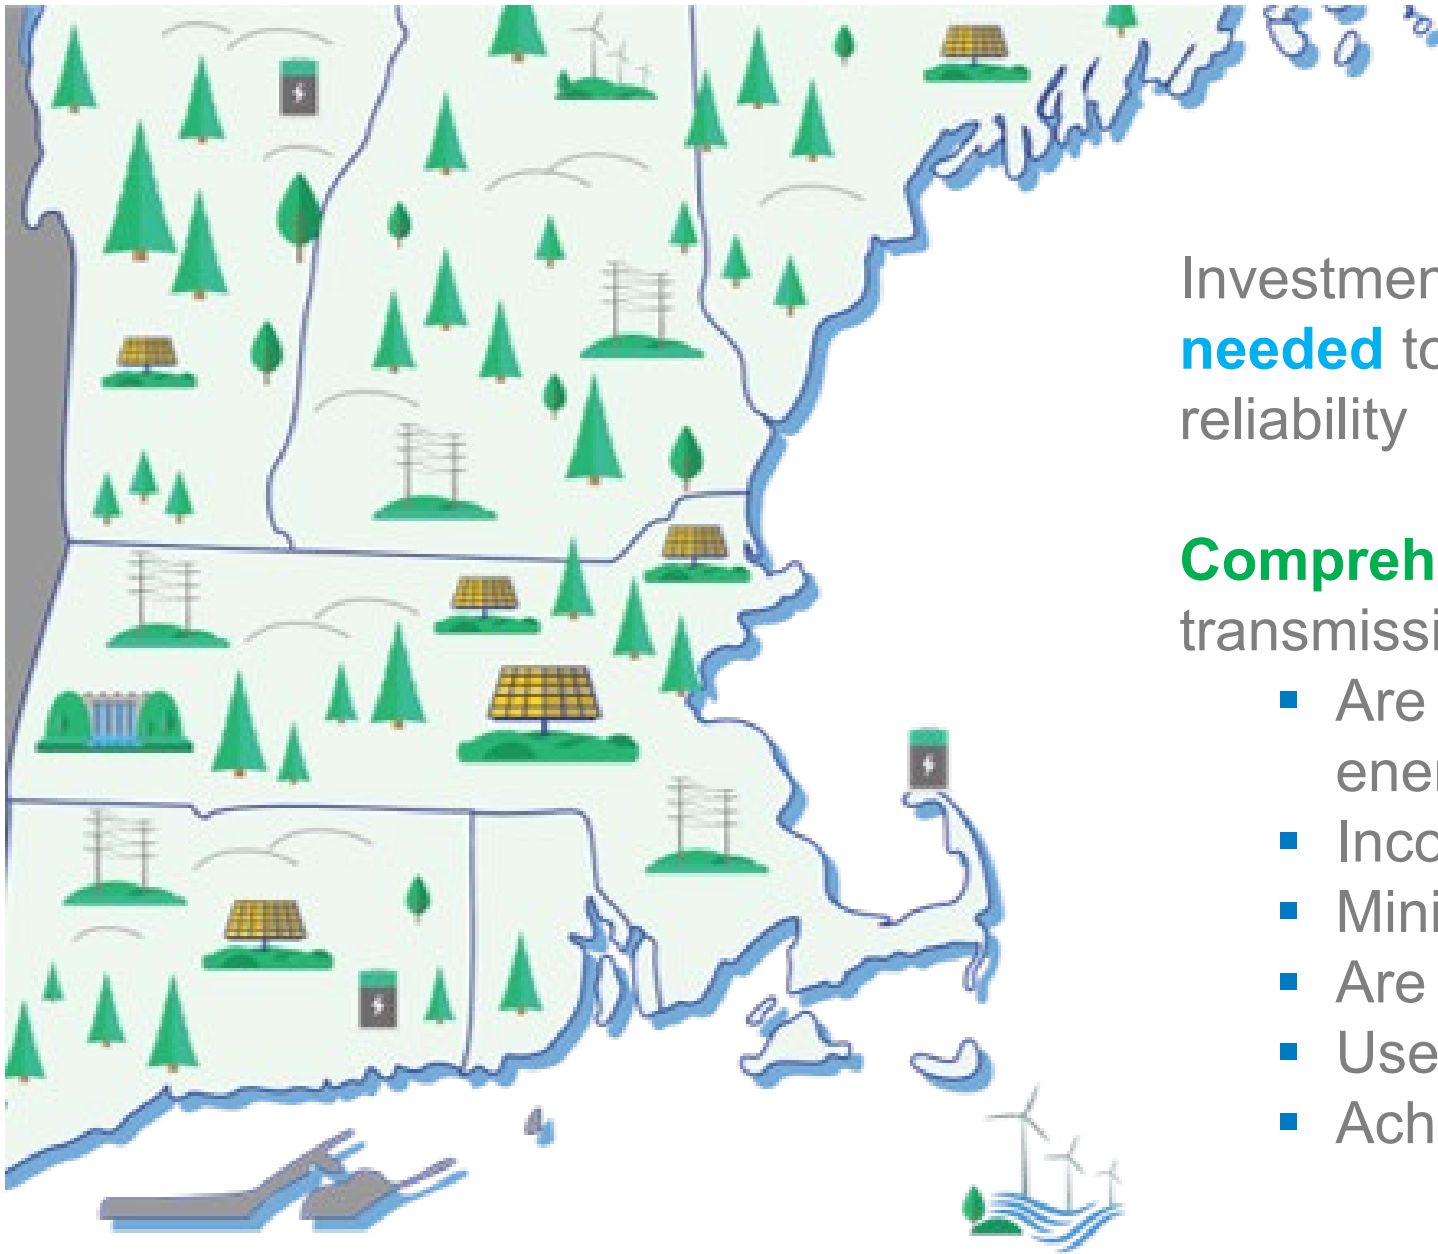 Investmen
needed to
reliability
Compreh
transmissi
▪ Are
ener
▪ Inco
▪ Mini
▪ Are
▪ Use
▪ Ach